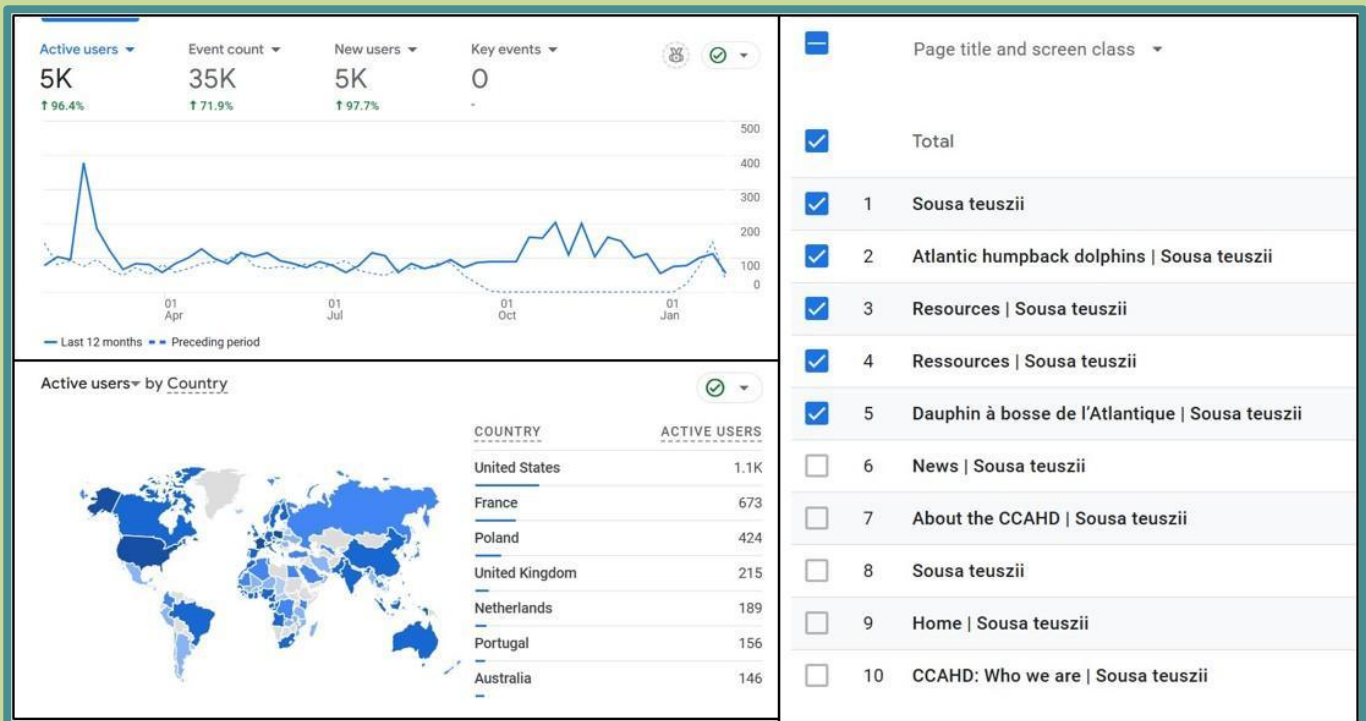 Active users Event count New users Key events
5K 35K 5K 0
↑ 96.4% ↑ 71.9% ↑ 97.7% -
500
400
300
200
100
0
01 Apr 01 Jul 01 Oct 01 Jan
Last 12 months Preceding period
Active users by Country
COUNTRY ACTIVE USERS
United States 1.1K
France 673
Poland 424
United Kingdom 215
Netherlands 189
Portugal 156
Australia 146
Page title and screen class
Total
1 Sousa teuszii
2 Atlantic humpback dolphins | Sousa teuszii
3 Resources | Sousa teuszii
4 Ressources | Sousa teuszii
5 Dauphin à bosse de l'Atlantique | Sousa teuszii
6 News | Sousa teuszii
7 About the CCAHD | Sousa teuszii
8 Sousa teuszii
9 Home | Sousa teuszii
10 CCAHD: Who we are | Sousa teuszii